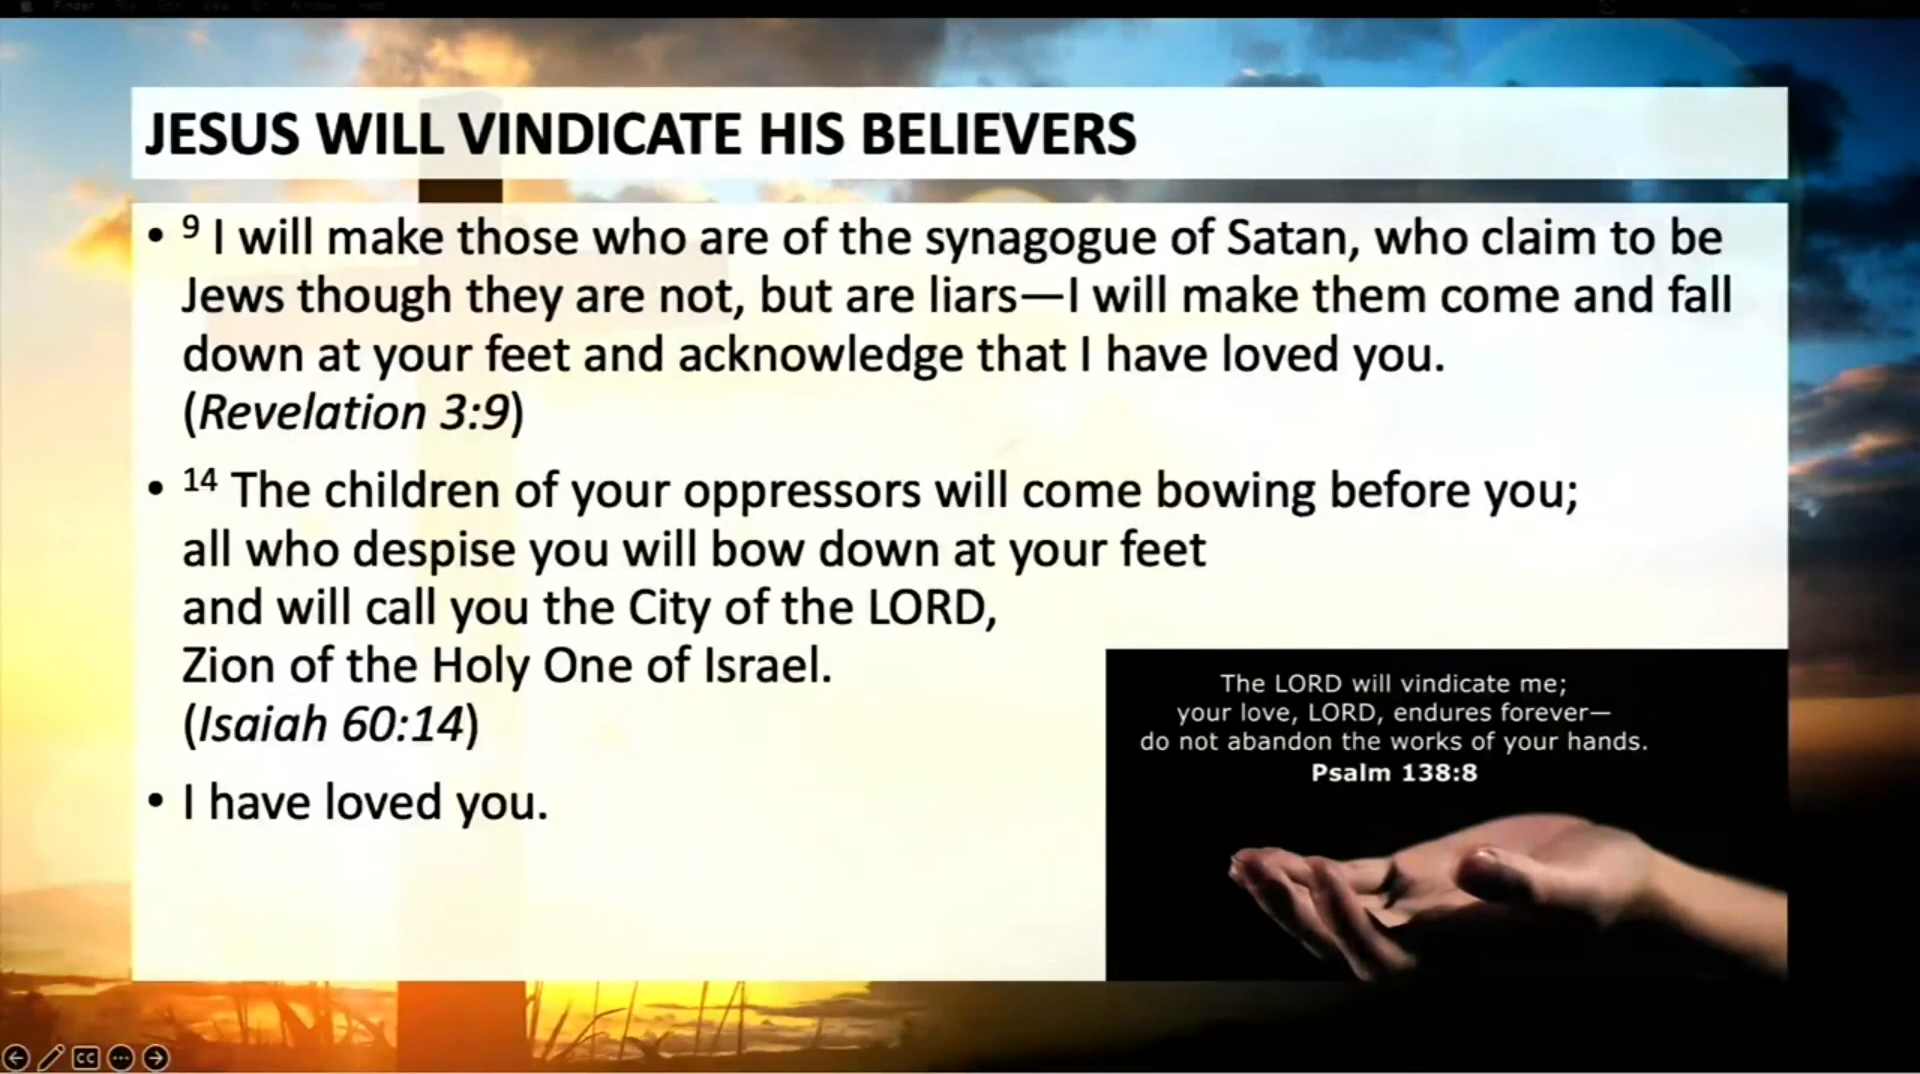 Finder
JESUS WILL VINDICATE HIS BELIEVERS
• 9 I will make those who are of the synagogue of Satan, who claim to be
Jews though they are not, but are liars—I will make them come and fall
down at your feet and acknowledge that I have loved you.
(Revelation 3:9)
• 14 The children of your oppressors will come bowing before you;
all who despise you will bow down at your feet
and will call you the City of the LORD,
Zion of the Holy One of Israel.
(Isaiah 60:14)
• I have loved you.
The LORD will vindicate me;
your love, LORD, endures forever—
do not abandon the works of your hands.
Psalm 138:8
CC